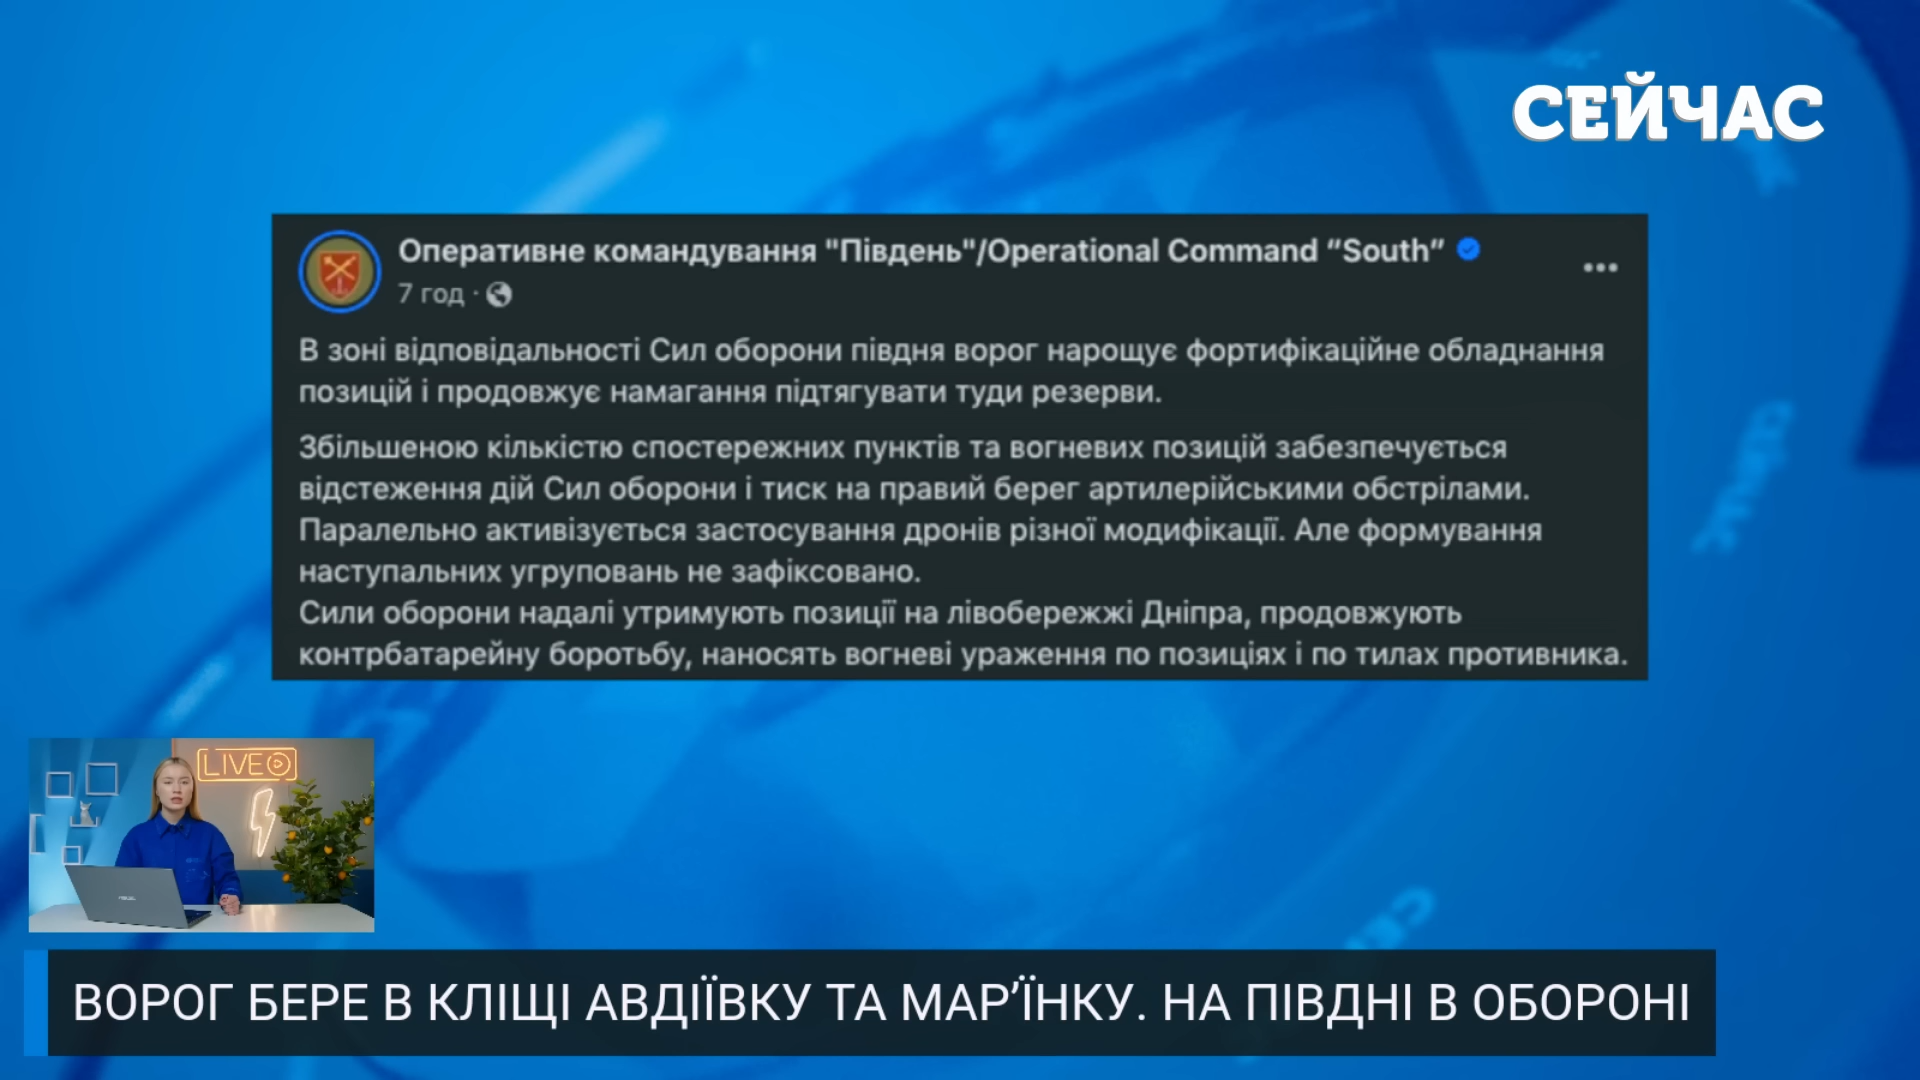 СЕЙЧАС
Оперативне командування "Південь"/Operational Command “South”
7 год ·
В зоні відповідальності Сил оборони півдня ворог нарощує фортифікаційне обладнання
позицій і продовжує намагання підтягувати туди резерви.
Збільшеною кількістю спостережних пунктів та вогневих позицій забезпечується
відстеження дій Сил оборони і тиск на правий берег артилерійськими обстрілами.
Паралельно активізується застосування дронів різної модифікації. Але формування
наступальних угруповань не зафіксовано.
Сили оборони надалі утримують позиції на лівобережжі Дніпра, продовжують
контрбатарейну боротьбу, наносять вогневі ураження по позиціях і по тилах противника.
LIVE
ВОРОГ БЕРЕ В КЛІЩІ АВДІЇВКУ ТА МАР’ЇНКУ. НА ПІВДНІ В ОБОРОНІ